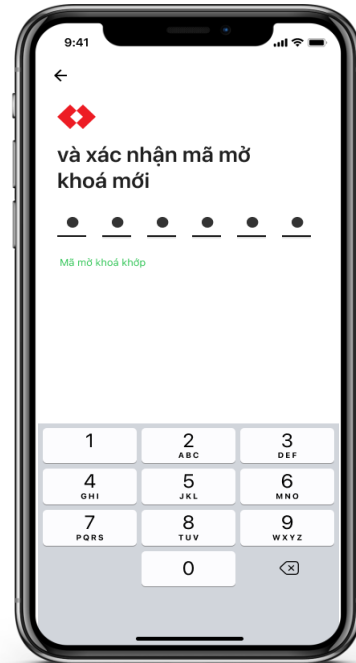 9:41
và xác nhận mã mở
khoá mới
Mã mở khoá khớp
1
2
ABC
3
DEF
4
GHI
5
JKL
6
MNO
7
PQRS
8
TUV
9
WXYZ
0